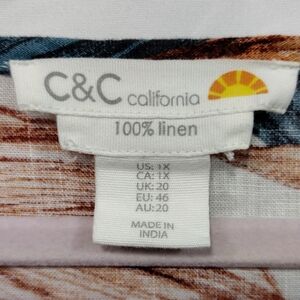 C&C california
100% linen
US: 1X
CA: 1X
UK: 20
EU: 46
AU: 20
MADE IN
INDIA